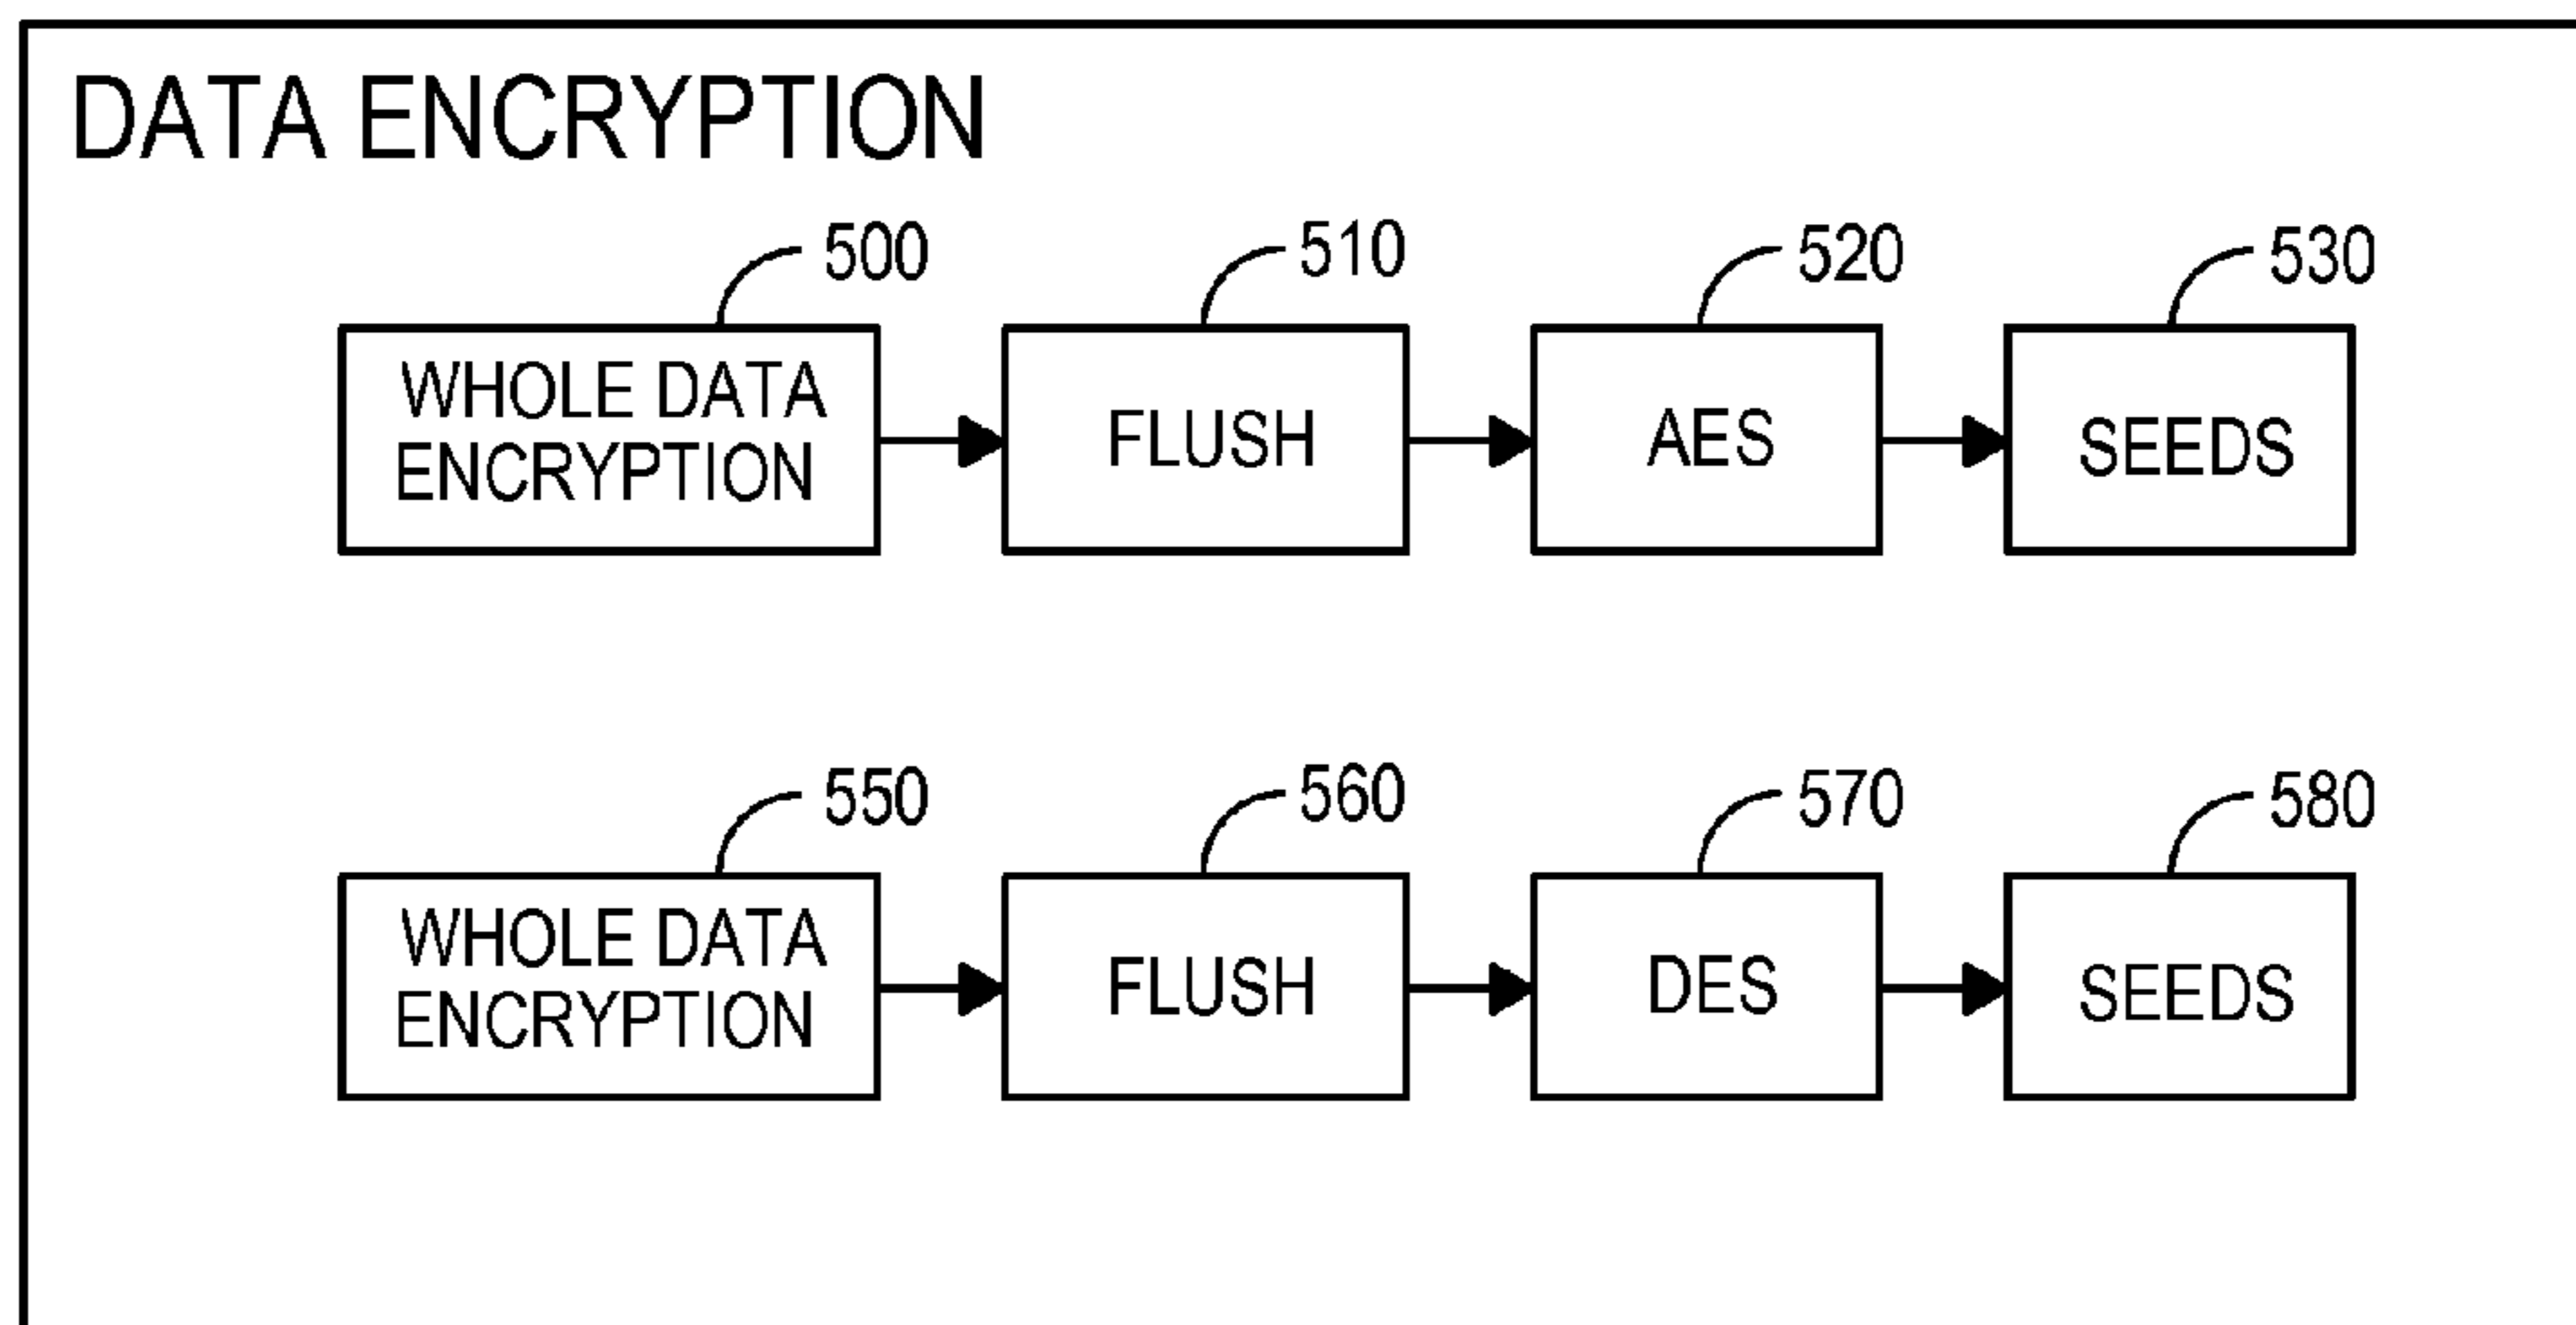 DATA ENCRYPTION
500
510
520
530
WHOLE DATA
ENCRYPTION
FLUSH
AES
SEEDS
550
560
570
580
WHOLE DATA
ENCRYPTION
FLUSH
DES
SEEDS